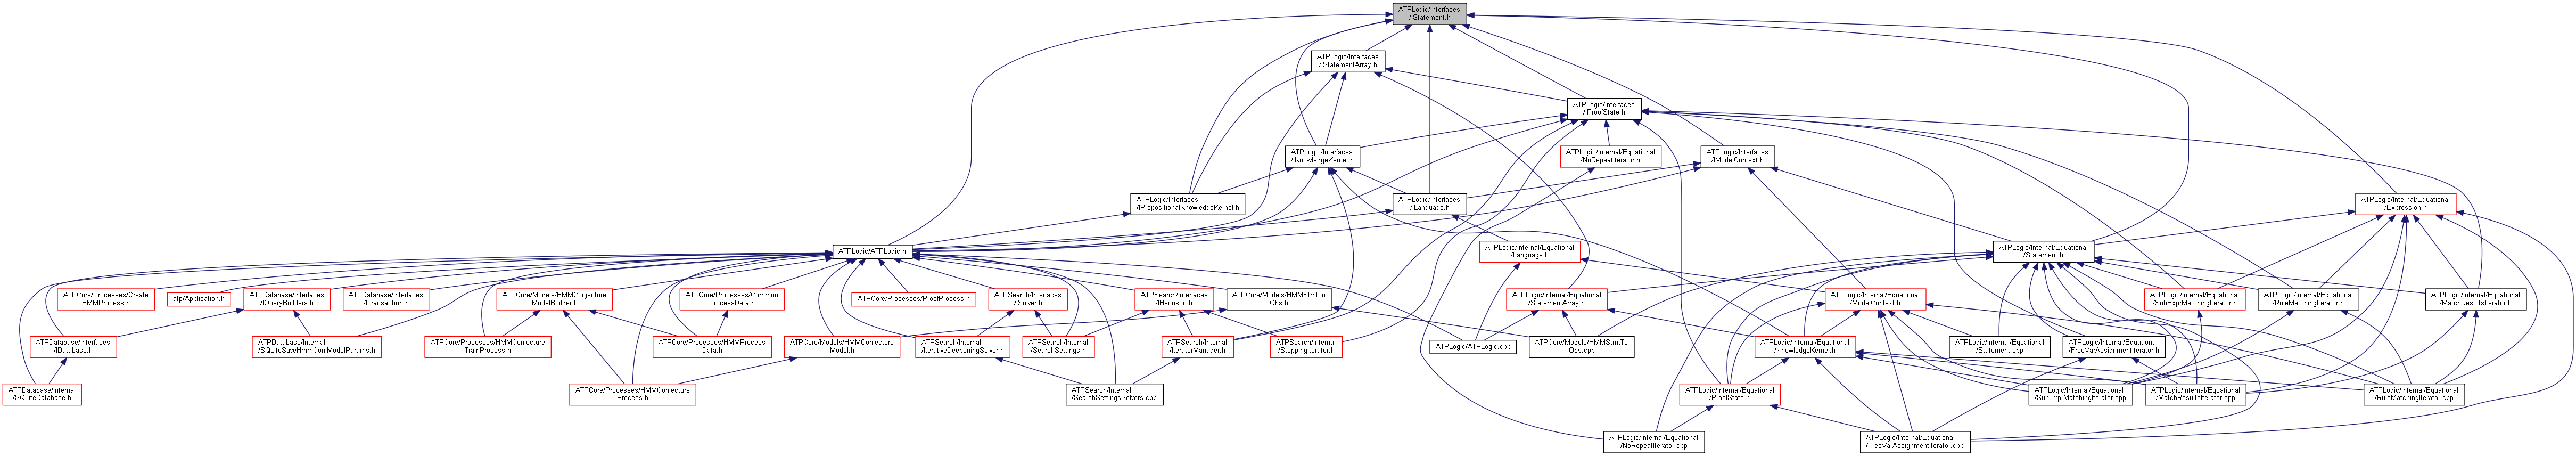 ATPLogic/Interfaces
/IStatement.h
ATPLogic/Interfaces
/IStatementArray.h
ATPLogic/Interfaces
/IProofState.h
ATPLogic/Interfaces
/IKnowledgeKernel.h
ATPLogic/Internal/Equational
/NoRepeatIterator.h
ATPLogic/Interfaces
/IModelContext.h
ATPLogic/Interfaces
/IPropositionalKnowledgeKernel.h
ATPLogic/Interfaces
/ILanguage.h
ATPLogic/Internal/Equational
/Expression.h
ATPLogic/ATPLogic.h
ATPLogic/Internal/Equational
/Language.h
ATPLogic/Internal/Equational
/Statement.h
ATPCore/Processes/Create
HMMProcess.h
atp/Application.h
ATPDatabase/Interfaces
/IQueryBuilders.h
ATPDatabase/Interfaces
/ITransaction.h
ATPCore/Models/HMMConjecture
ModelBuilder.h
ATPCore/Processes/Common
ProcessData.h
ATPCore/Processes/ProofProcess.h
ATPSearch/Interfaces
/ISolver.h
ATPSearch/Interfaces
/IHeuristic.h
ATPCore/Models/HMMStmtTo
Obs.h
ATPLogic/Internal/Equational
/StatementArray.h
ATPLogic/Internal/Equational
/ModelContext.h
ATPLogic/Internal/Equational
/SubExprMatchingIterator.h
ATPLogic/Internal/Equational
/RuleMatchingIterator.h
ATPLogic/Internal/Equational
/MatchResultsIterator.h
ATPDatabase/Interfaces
/IDatabase.h
ATPDatabase/Internal
/SQLiteSaveHmmConjModelParams.h
ATPCore/Processes/HMMConjecture
TrainProcess.h
ATPCore/Processes/HMMProcess
Data.h
ATPCore/Models/HMMConjecture
Model.h
ATPSearch/Internal
/IterativeDeepeningSolver.h
ATPSearch/Internal
/SearchSettings.h
ATPSearch/Internal
/IteratorManager.h
ATPSearch/Internal
/StoppingIterator.h
ATPLogic/ATPLogic.cpp
ATPCore/Models/HMMStmtTo
Obs.cpp
ATPLogic/Internal/Equational
/KnowledgeKernel.h
ATPLogic/Internal/Equational
/Statement.cpp
ATPLogic/Internal/Equational
/FreeVarAssignmentIterator.h
ATPDatabase/Internal
/SQLiteDatabase.h
ATPCore/Processes/HMMConjecture
Process.h
ATPSearch/Internal
/SearchSettingsSolvers.cpp
ATPLogic/Internal/Equational
/ProofState.h
ATPLogic/Internal/Equational
/SubExprMatchingIterator.cpp
ATPLogic/Internal/Equational
/MatchResultsIterator.cpp
ATPLogic/Internal/Equational
/RuleMatchingIterator.cpp
ATPLogic/Internal/Equational
/NoRepeatIterator.cpp
ATPLogic/Internal/Equational
/FreeVarAssignmentIterator.cpp